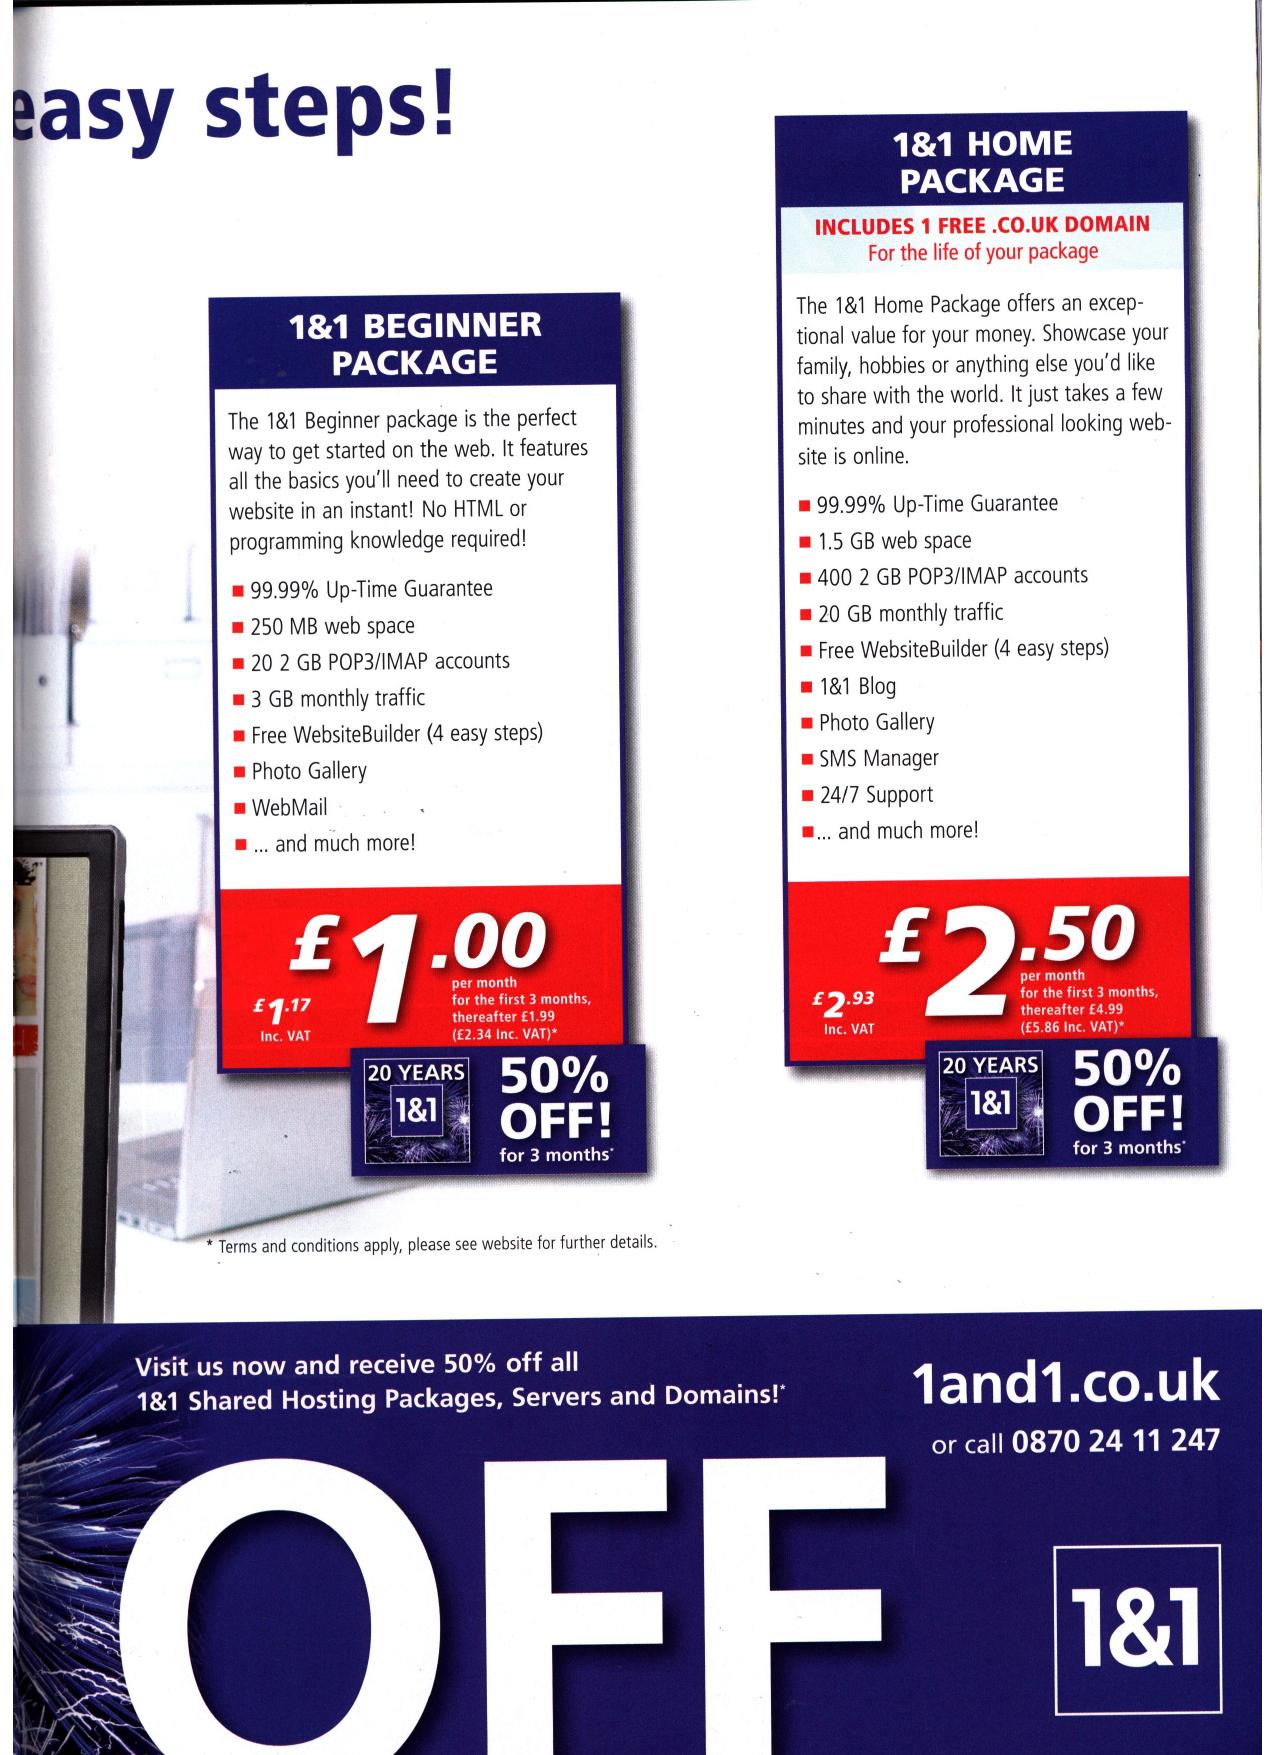 easy steps!
1&1 BEGINNER
PACKAGE
The 1&1 Beginner package is the perfect
way to get started on the web. It features
all the basics you'll need to create your
website in an instant! No HTML or
programming knowledge required!
■ 99.99% Up-Time Guarantee
■ 250 MB web space
■ 20 2 GB POP3/IMAP accounts
■ 3 GB monthly traffic
■ Free WebsiteBuilder (4 easy steps)
■ Photo Gallery
■ WebMail
■ ... and much more!
£1.00
per month
for the first 3 months,
thereafter £1.99
(£2.34 Inc. VAT)*
£1.17
Inc. VAT
20 YEARS
1&1
50%
OFF!
for 3 months*
1&1 HOME
PACKAGE
INCLUDES 1 FREE .CO.UK DOMAIN
For the life of your package
The 1&1 Home Package offers an excep-
tional value for your money. Showcase your
family, hobbies or anything else you'd like
to share with the world. It just takes a few
minutes and your professional looking web-
site is online.
■ 99.99% Up-Time Guarantee
■ 1.5 GB web space
■ 400 2 GB POP3/IMAP accounts
■ 20 GB monthly traffic
■ Free WebsiteBuilder (4 easy steps)
■ 1&1 Blog
■ Photo Gallery
■ SMS Manager
■ 24/7 Support
■ ... and much more!
£2.50
per month
for the first 3 months,
thereafter £4.99
(£5.86 Inc. VAT)*
£2.93
Inc. VAT
20 YEARS
1&1
50%
OFF!
for 3 months*
* Terms and conditions apply, please see website for further details.
Visit us now and receive 50% off all
1&1 Shared Hosting Packages, Servers and Domains!*
1and1.co.uk
or call 0870 24 11 247
OFF
1&1